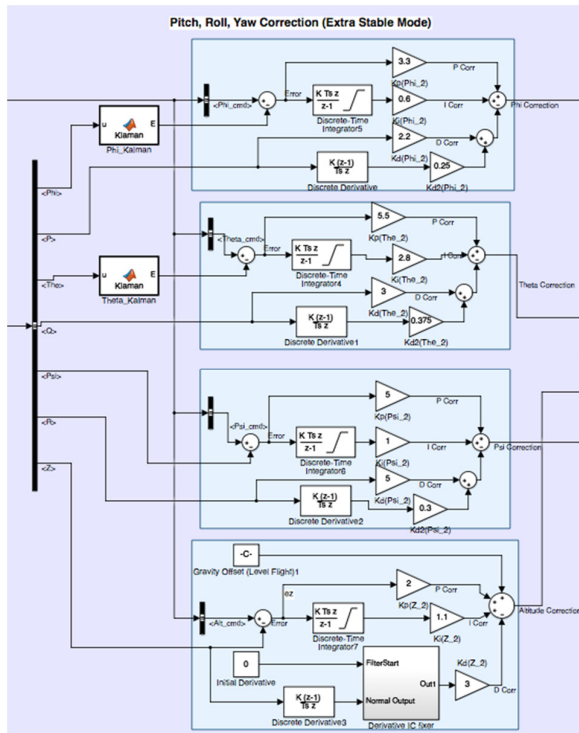 Pitch, Roll, Yaw Correction (Extra Stable Mode)
3.3
P Corr
<Phi_cmd>
Error
K Ts z
z-1
Kp(Phi_2)
0.6
I Corr
Phi Correction
Discrete-Time
Integrator5
Ki(Phi_2)
u
Klaman
E
Phi_Kalman
2.2
D Corr
<Phi>
K (z-1)
Ts z
Kd(Phi_2)
0.25
Discrete Derivative
Kd2(Phi_2)
<P>
5.5
P Corr
<Theta_cmd>
Error
K Ts z
z-1
Kp(The_2)
2.8
I Corr
Discrete-Time
Integrator4
Ki(The_2)
Theta Correction
u
Klaman
E
Theta_Kalman
<The>
3
D Corr
K (z-1)
Ts z
Kd(The_2)
0.375
Discrete Derivative1
Kd2(The_2)
<Q>
<Psi>
5
P Corr
<Psi_cmd>
Error
K Ts z
z-1
Kp(Psi_2)
1
I Corr
Psi Correction
Discrete-Time
Integrator6
Ki(Psi_2)
<R>
5
D Corr
K (z-1)
Ts z
Kd(Psi_2)
0.3
Discrete Derivative2
Kd2(Psi_2)
<Z>
-C-
Gravity Offset (Level Flight)1
ez
2
P Corr
Kp(Z_2)
<Alt_cmd>
Error
K Ts z
z-1
1.1
I Corr
Altitude Correction
Discrete-Time
Integrator7
Ki(Z_2)
0
Initial Derivative
FilterStart
Out1
Normal Output
Kd(Z_2)
3
D Corr
K (z-1)
Ts z
Discrete Derivative3
Derivative IC fixer